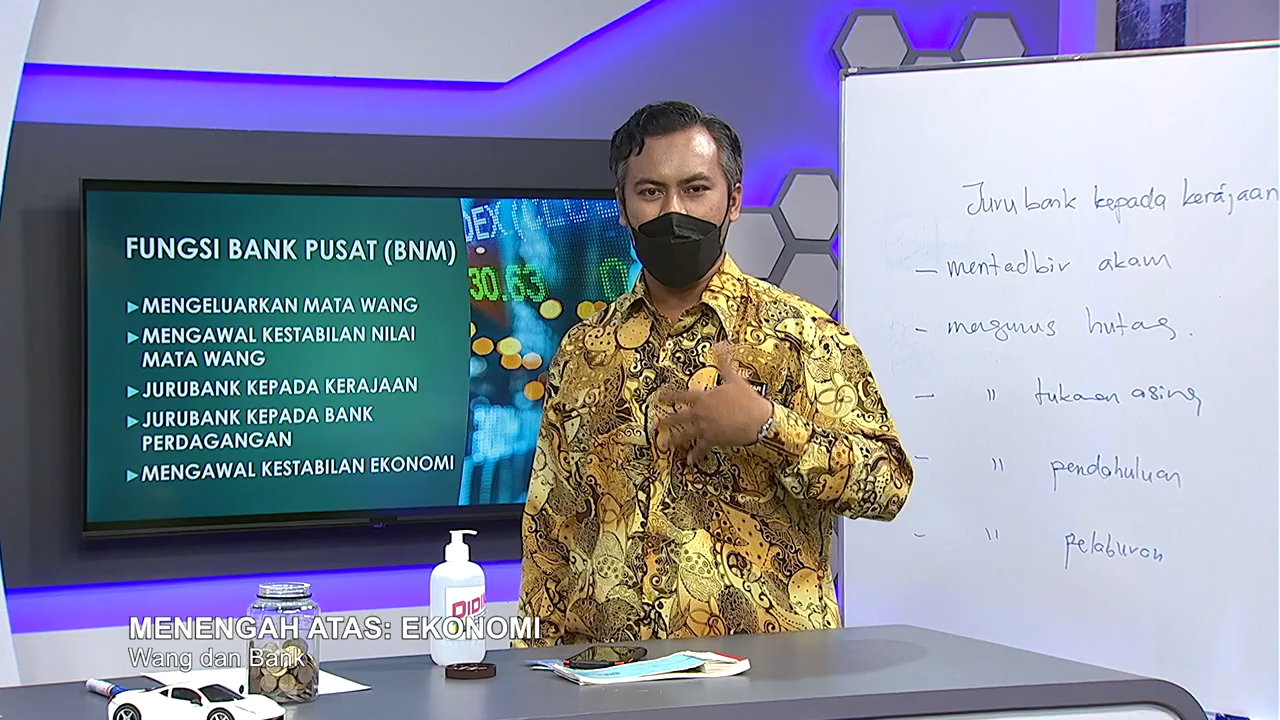 FUNGSI BANK PUSAT (BNM)
▸MENGELUARKAN MATA WANG
▸MENGAWAL KESTABILAN NILAI
MATA WANG
▸JURUBANK KEPADA KERAJAAN
▸JURUBANK KEPADA BANK
PERDAGANGAN
▸MENGAWAL KESTABILAN EKONOMI
30.63
Jurubank kepada kerajaan
- mentadbir akaun
- mengurus hutang.
- " tukaran asing
- " pendahuluan
- " pelaburan
MENENGAH ATAS: EKONOMI
Wang dan Bank